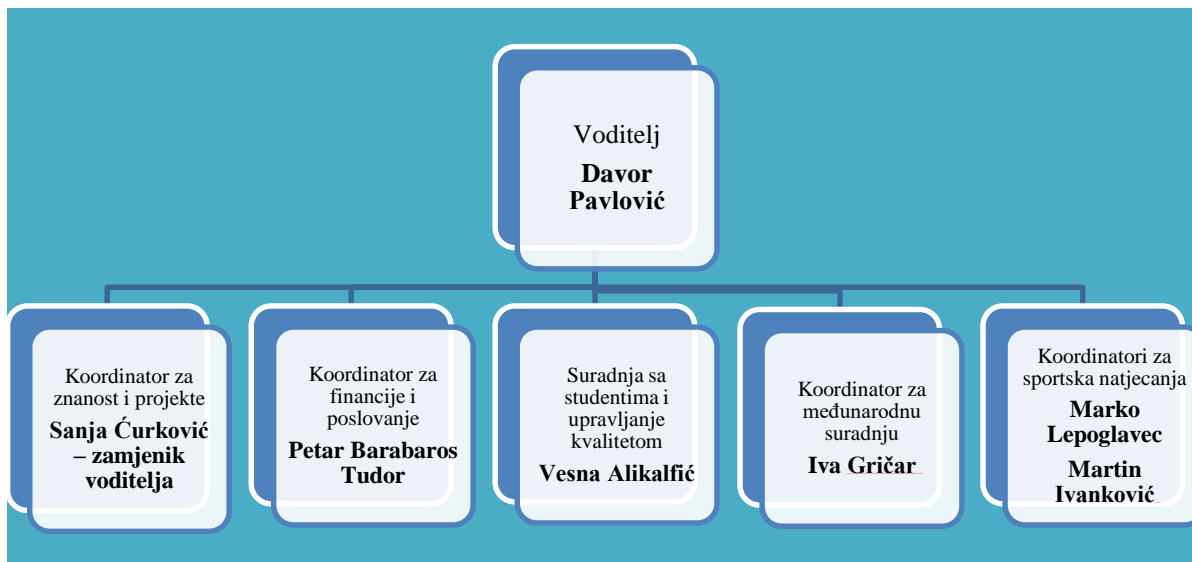 Voditelj
Davor
Pavlović
Koordinator za
znanost i projekte
Sanja Ćurković
– zamjenik
voditelja
Koordinator za
financije i
poslovanje
Petar Barabaros
Tudor
Suradnja sa
studentima i
upravljanje
kvalitetom
Vesna Alikalfić
Koordinator za
međunarodnu
suradnju
Iva Gričar
Koordinatori za
sportska natjecanja
Marko
Lepoglavec
Martin
Ivanković